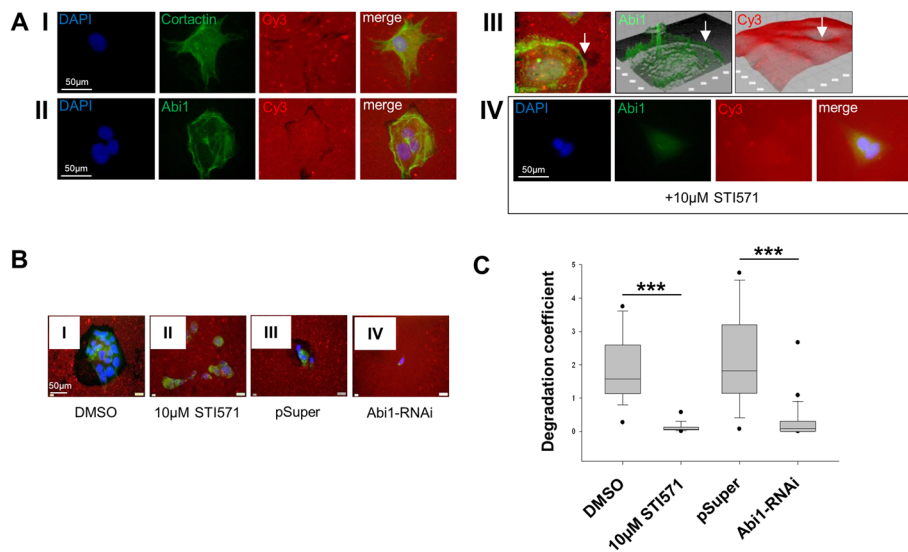 A
I
DAPI
Cortactin
Cy3
merge
50µm
II
DAPI
Abi1
Cy3
merge
50µm
III
Abi1
Cy3
IV
DAPI
Abi1
Cy3
merge
50µm
+10µM STI571
B
I
II
III
IV
50µm
DMSO
10µM STI571
pSuper
Abi1-RNAi
C
Degradation coefficient
5
4
3
2
1
0
***
***
DMSO
10µM STI571
pSuper
Abi1-RNAi